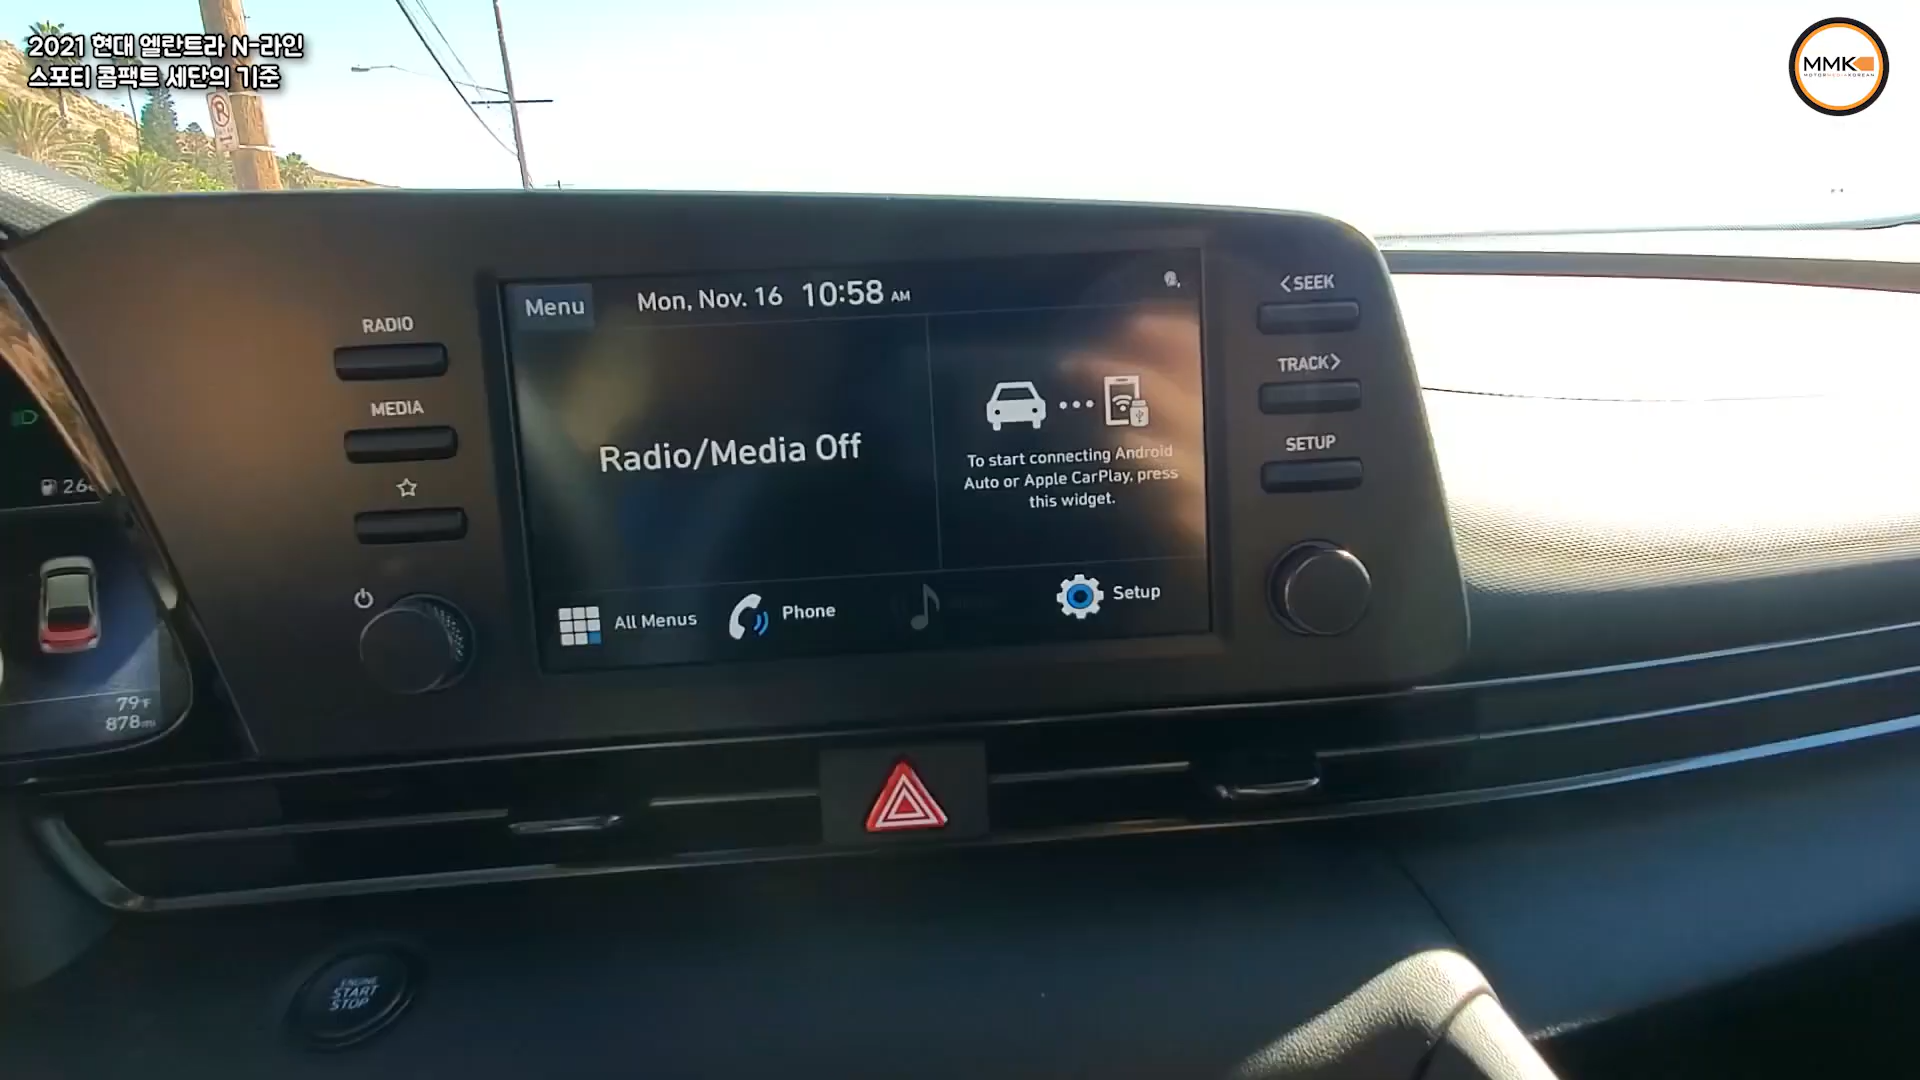 2021 현대 엘란트라 N-라인
스포티 콤팩트 세단의 기준
MMK
MOTORMEDIAKOREAN
RADIO
MEDIA
Menu
Mon, Nov. 16 10:58 AM
Radio/Media Off
To start connecting Android
Auto or Apple CarPlay, press
this widget.
All Menus
Phone
Setup
<SEEK
TRACK>
SETUP
79°F
878mi
ENGINE
START
STOP